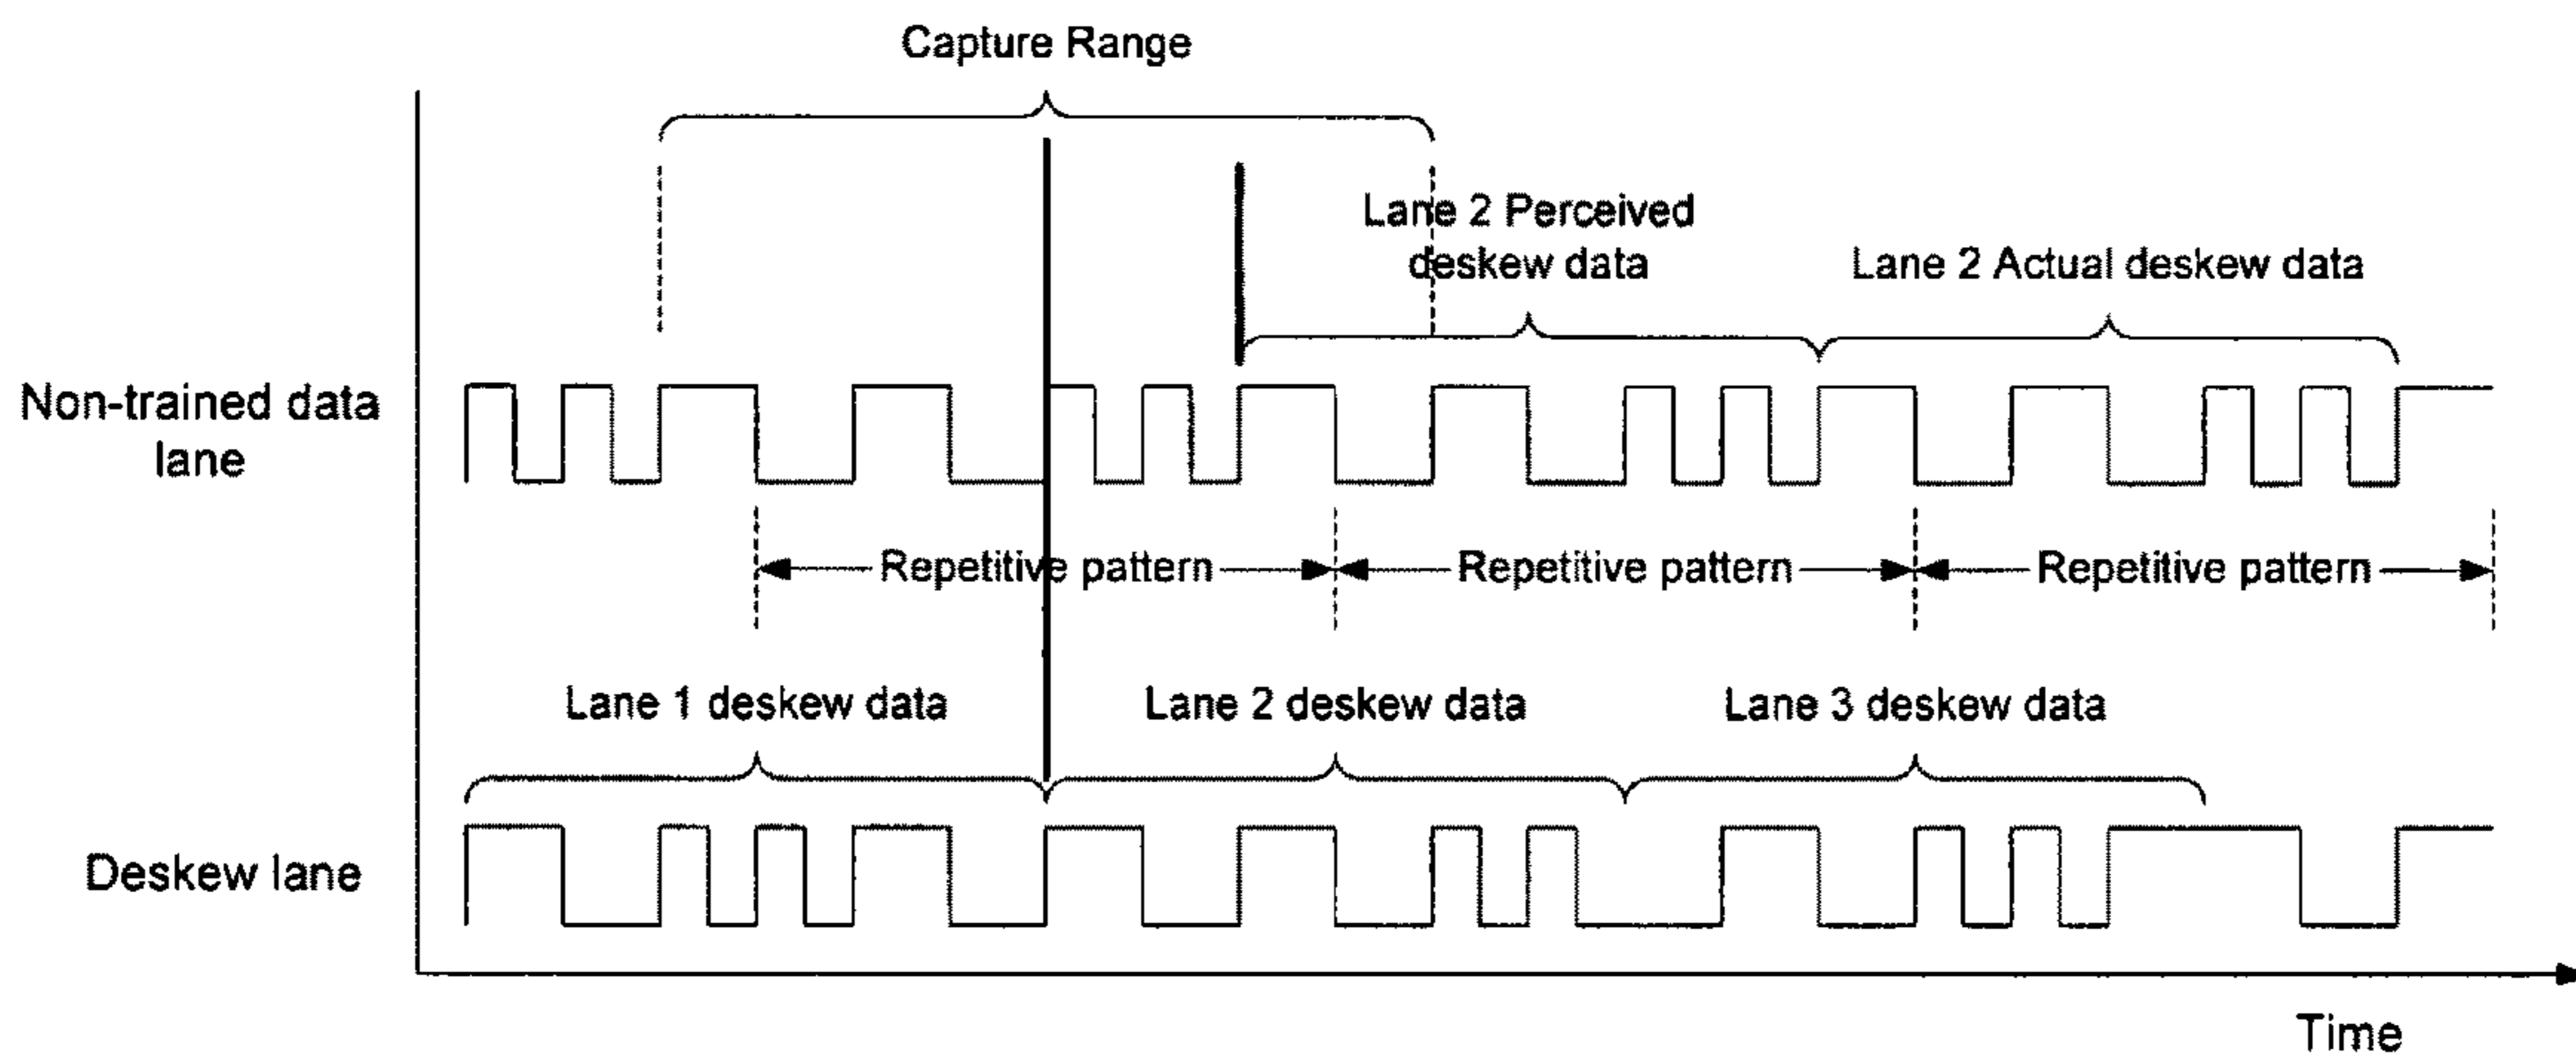 Capture Range
Lane 2 Perceived
deskew data
Lane 2 Actual deskew data
Non-trained data
lane
Repetitive pattern
Repetitive pattern
Repetitive pattern
Lane 1 deskew data
Lane 2 deskew data
Lane 3 deskew data
Deskew lane
Time